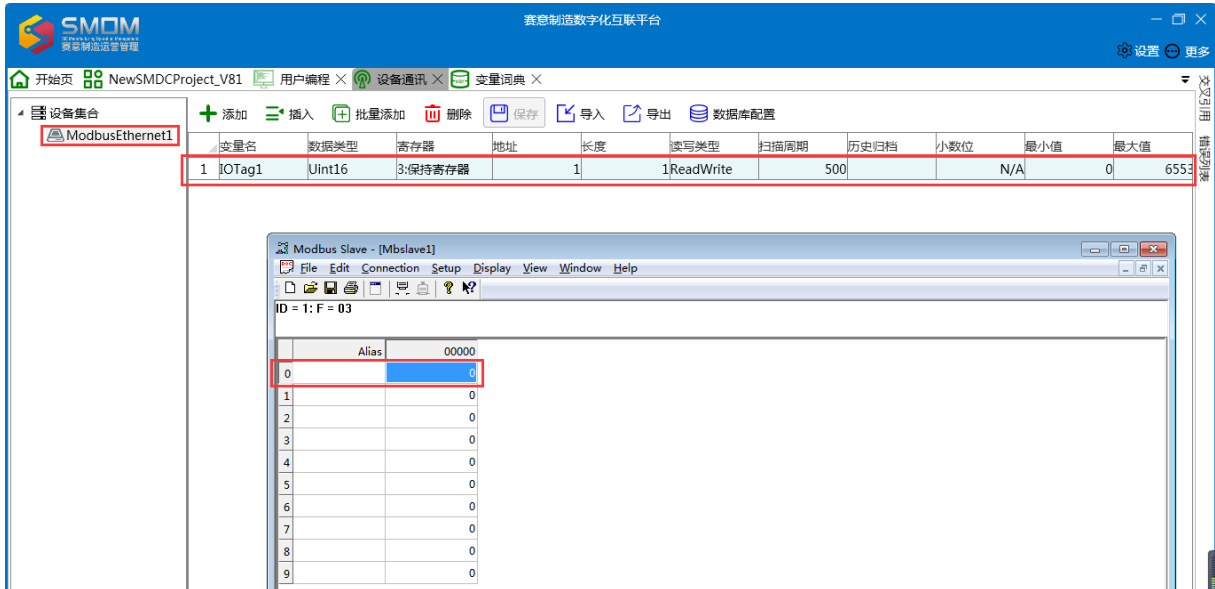 赛意制造数字化互联平台
SMOM
赛意制造运营管理
设置 更多
开始页 NewSMDCProject_V81 用户编程 设备通讯 变量词典
交叉引用
错误列表
设备集合
ModbusEthernet1
添加 插入 批量添加 删除 保存 导入 导出 数据库配置
变量名 数据类型 寄存器 地址 长度 读写类型 扫描周期 历史归档 小数位 最小值 最大值
1 IOTag1 Uint16 3:保持寄存器 1 1 ReadWrite 500 N/A 0 6553
Modbus Slave - [Mbslave1]
File Edit Connection Setup Display View Window Help
ID = 1: F = 03
Alias 00000
0 0
1 0
2 0
3 0
4 0
5 0
6 0
7 0
8 0
9 0